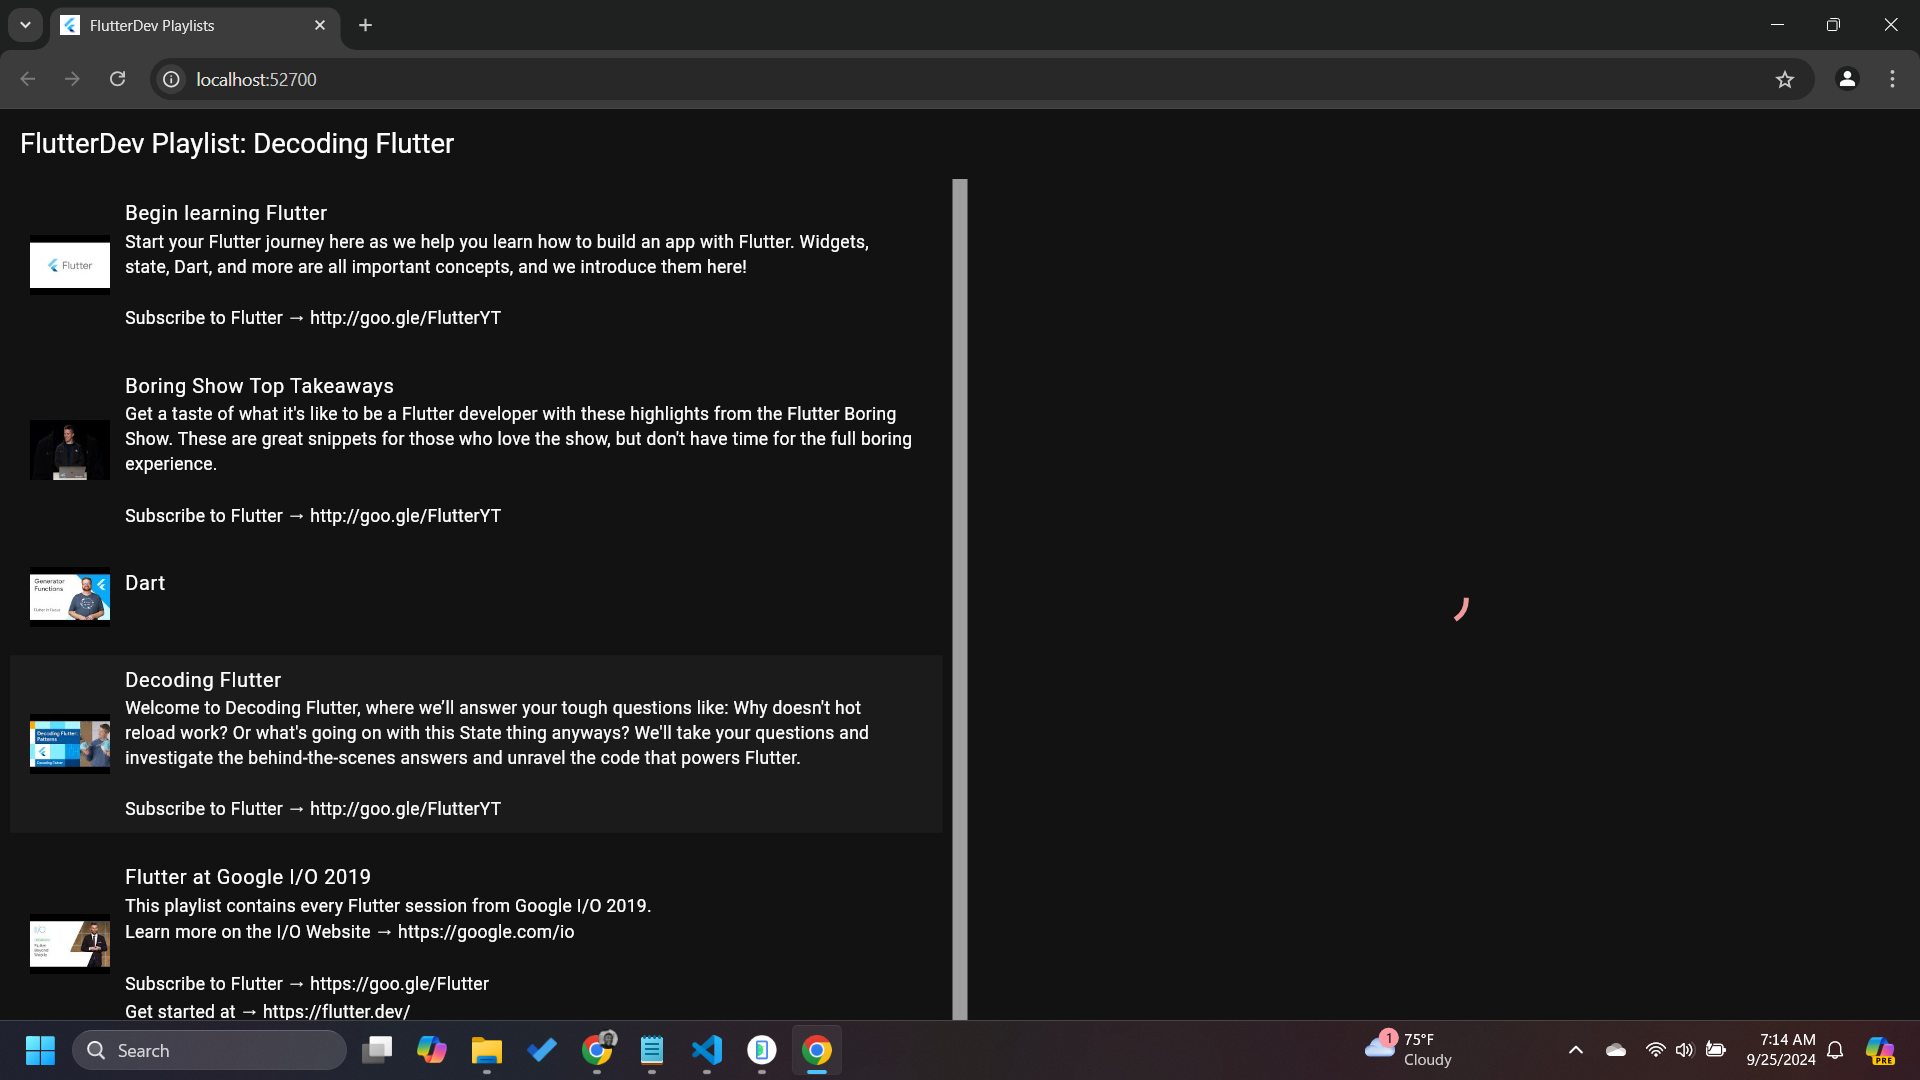 FlutterDev Playlists
localhost:52700
FlutterDev Playlist: Decoding Flutter
Begin learning Flutter
Start your Flutter journey here as we help you learn how to build an app with Flutter. Widgets,
state, Dart, and more are all important concepts, and we introduce them here!
Flutter
Subscribe to Flutter → http://goo.gle/FlutterYT
Boring Show Top Takeaways
Get a taste of what it's like to be a Flutter developer with these highlights from the Flutter Boring
Show. These are great snippets for those who love the show, but don't have time for the full boring
experience.
Subscribe to Flutter → http://goo.gle/FlutterYT
Generator
Functions
Flutter in Focus
Dart
Decoding Flutter
Welcome to Decoding Flutter, where we’ll answer your tough questions like: Why doesn't hot
reload work? Or what's going on with this State thing anyways? We'll take your questions and
investigate the behind-the-scenes answers and unravel the code that powers Flutter.
Decoding Flutter:
Patterns
Decoding Flutter
Subscribe to Flutter → http://goo.gle/FlutterYT
Flutter at Google I/O 2019
This playlist contains every Flutter session from Google I/O 2019.
Learn more on the I/O Website → https://google.com/io
I/O
Subscribe to Flutter → https://goo.gle/Flutter
Get started at → https://flutter.dev/
Search
1
75°F
Cloudy
7:14 AM
9/25/2024
PRE